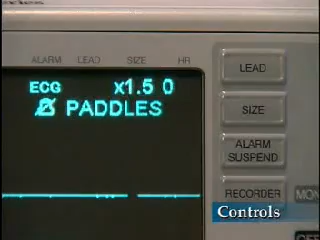 ALARM LEAD SIZE HR
ECG x1.5 0
PADDLES
LEAD
SIZE
ALARM
SUSPEND
RECORDER
Controls